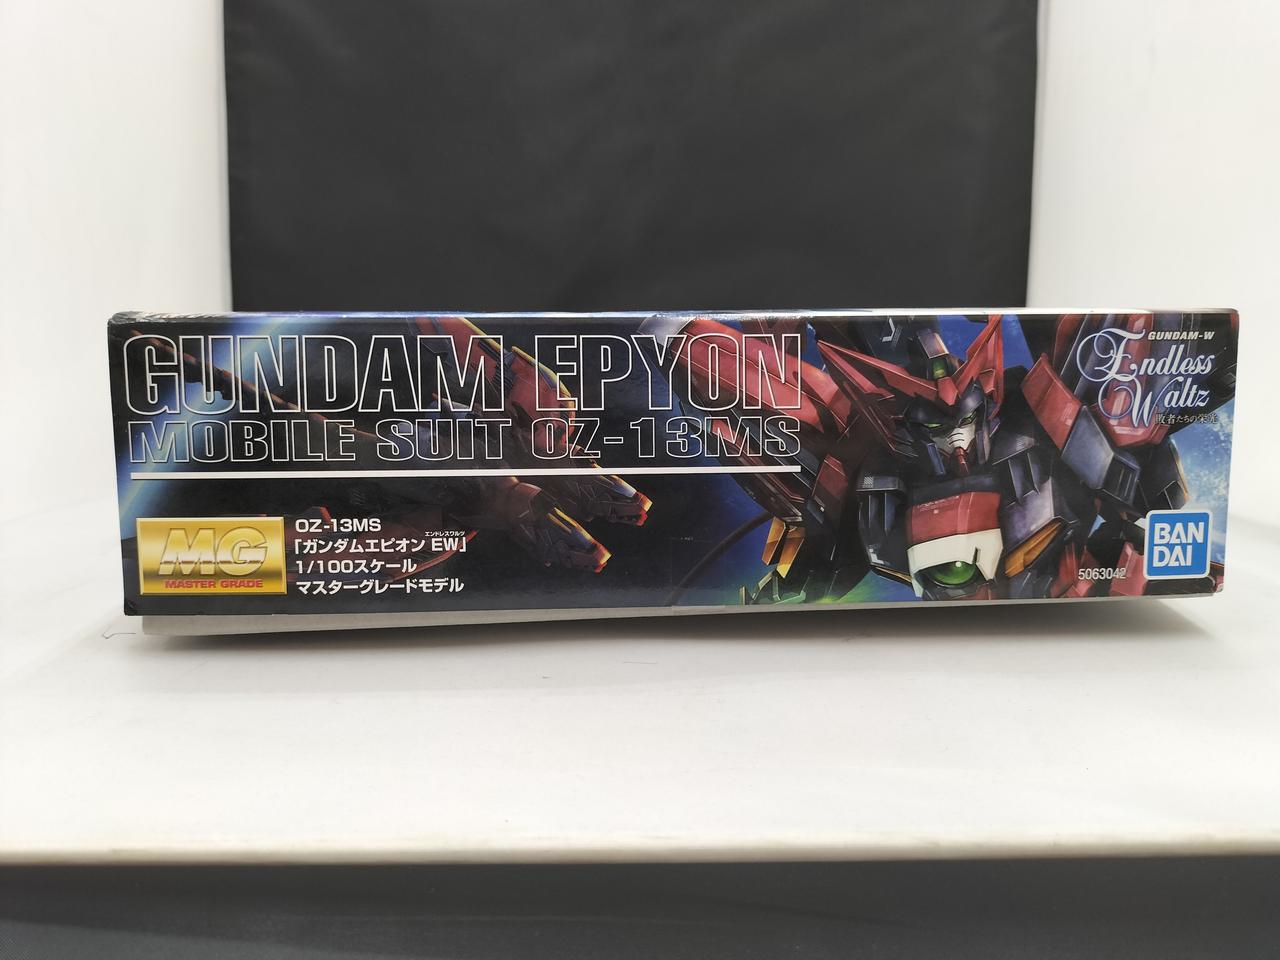 GUNDAM EPYON
MOBILE SUIT OZ-13MS
MG
MASTER GRADE
OZ-13MS
エンドレスワルツ
「ガンダムエピオン EW」
1/100スケール
マスターグレードモデル
GUNDAM-W
Endless
Waltz
敗者たちの栄光
5063042
BAN
DAI